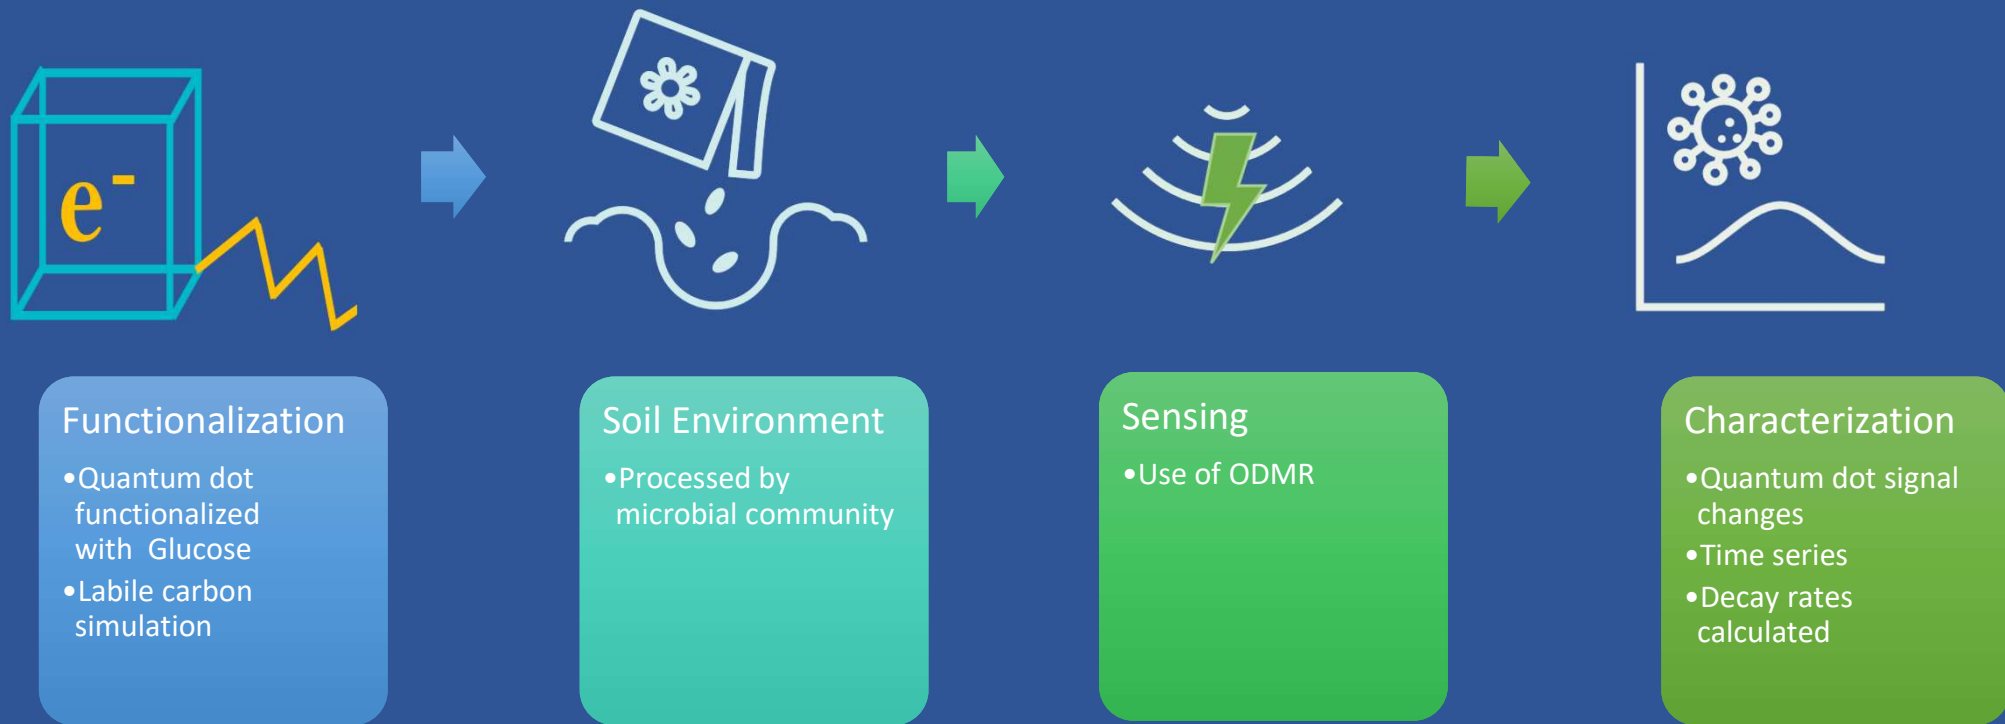 e-
Functionalization
•Quantum dot
functionalized
with  Glucose
•Labile carbon
simulation
Soil Environment
•Processed by
microbial community
Sensing
•Use of ODMR
Characterization
•Quantum dot signal
changes
•Time series
•Decay rates
calculated